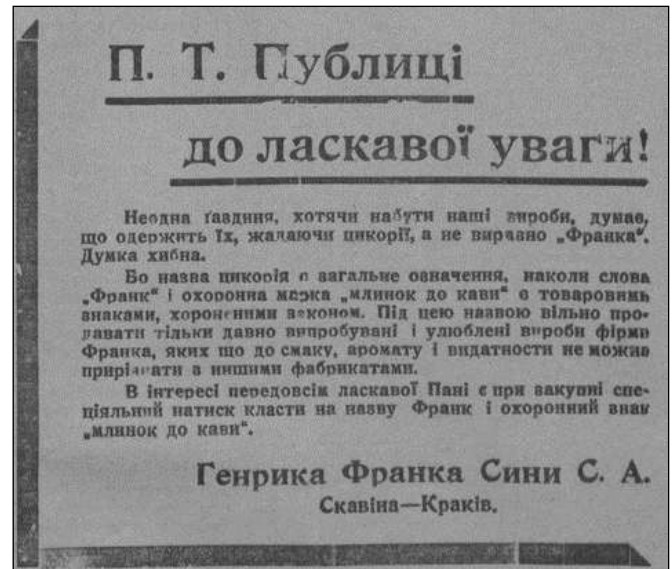 П. Т. Публиці
до ласкавої уваги!
Неодна ґаздиня, хотячи набути наші вироби, думає,
що одержить їх, жадаючи цикорії, а не виразно „Франка“.
Думка хибна.
Бо назва цикорія є загальне означення, наколи слова
„Франк“ і охоронна марка „млинок до кави“ є товаровими
знаками, хороненими законом. Під цею назвою вільно про-
давати тільки давно випробувані і улюблені вироби фірми
Франка, яких що до смаку, аромату і видатности не можна
прирівнати з иншими фабрикатами.
В інтересі передовсім ласкавої Пані є при закупні спе-
ціяльний натиск класти на назву Франк і охоронний знак
„млинок до кави“.
Генрика Франка Сини С. А.
Скавіна—Краків.